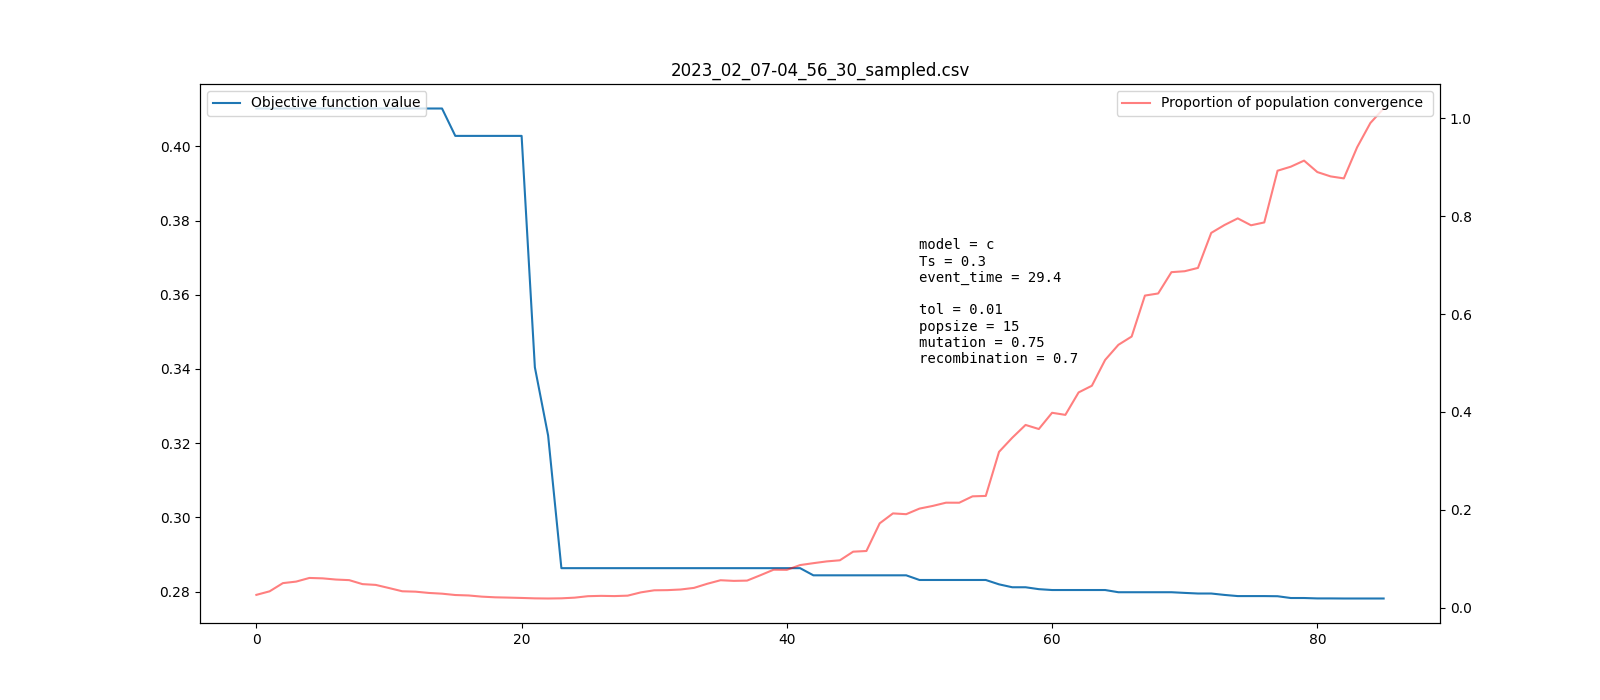 2023_02_07-04_56_30_sampled.csv
Objective function value
Proportion of population convergence
0.40
0.38
0.36
0.34
0.32
0.30
0.28
1.0
0.8
0.6
0.4
0.2
0.0
model = c
Ts = 0.3
event_time = 29.4
tol = 0.01
popsize = 15
mutation = 0.75
recombination = 0.7
0
20
40
60
80